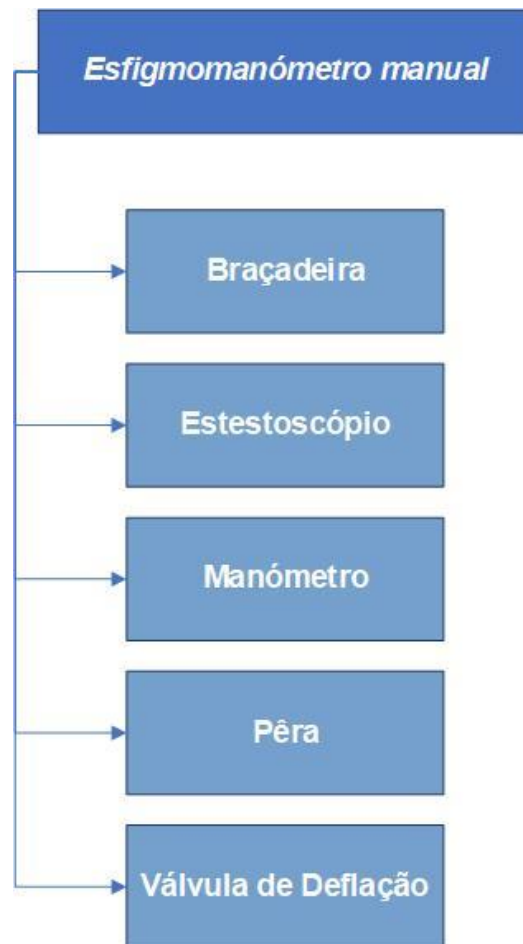 Esfigmomanómetro manual
Braçadeira
Estestoscópio
Manómetro
Pêra
Válvula de Deflação